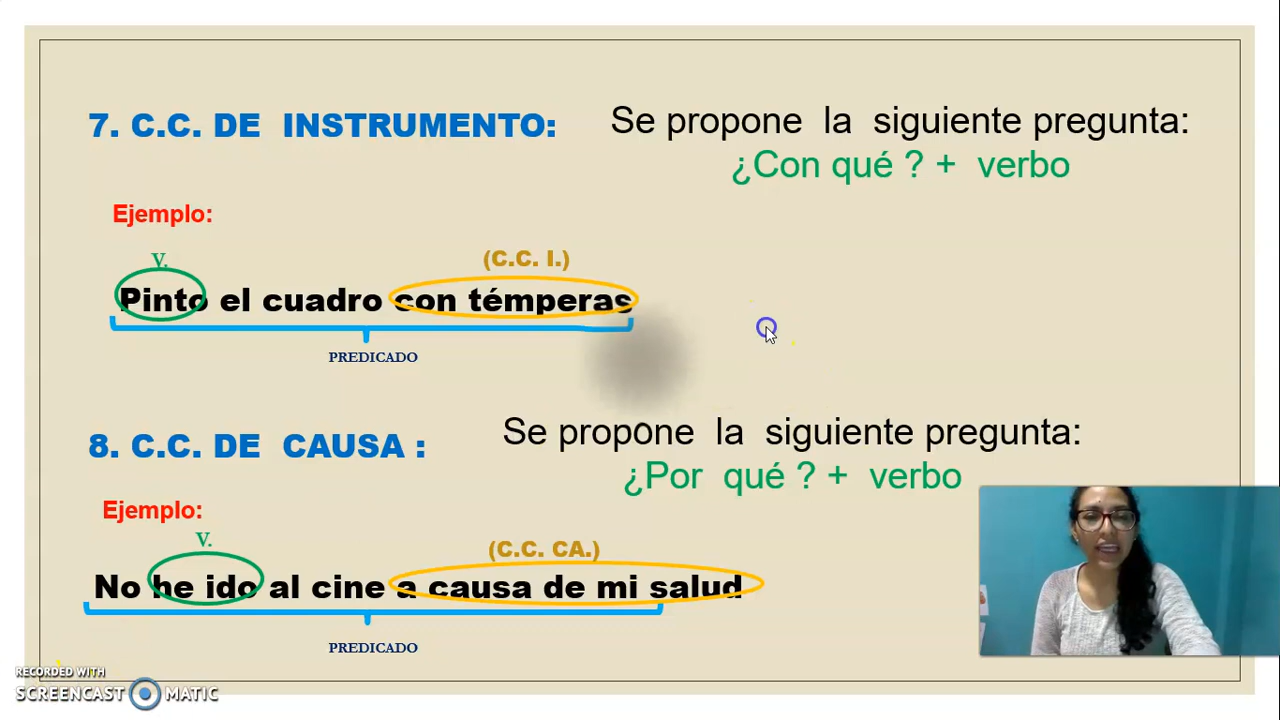 7. C.C. DE INSTRUMENTO:
Se propone la siguiente pregunta:
¿Con qué ? + verbo
Ejemplo:
V.
(C.C. I.)
Pinto el cuadro con témperas
PREDICADO
8. C.C. DE CAUSA :
Se propone la siguiente pregunta:
¿Por qué ? + verbo
Ejemplo:
V.
(C.C. CA.)
No he ido al cine a causa de mi salud
PREDICADO
RECORDED WITH
SCREENCAST MATIC